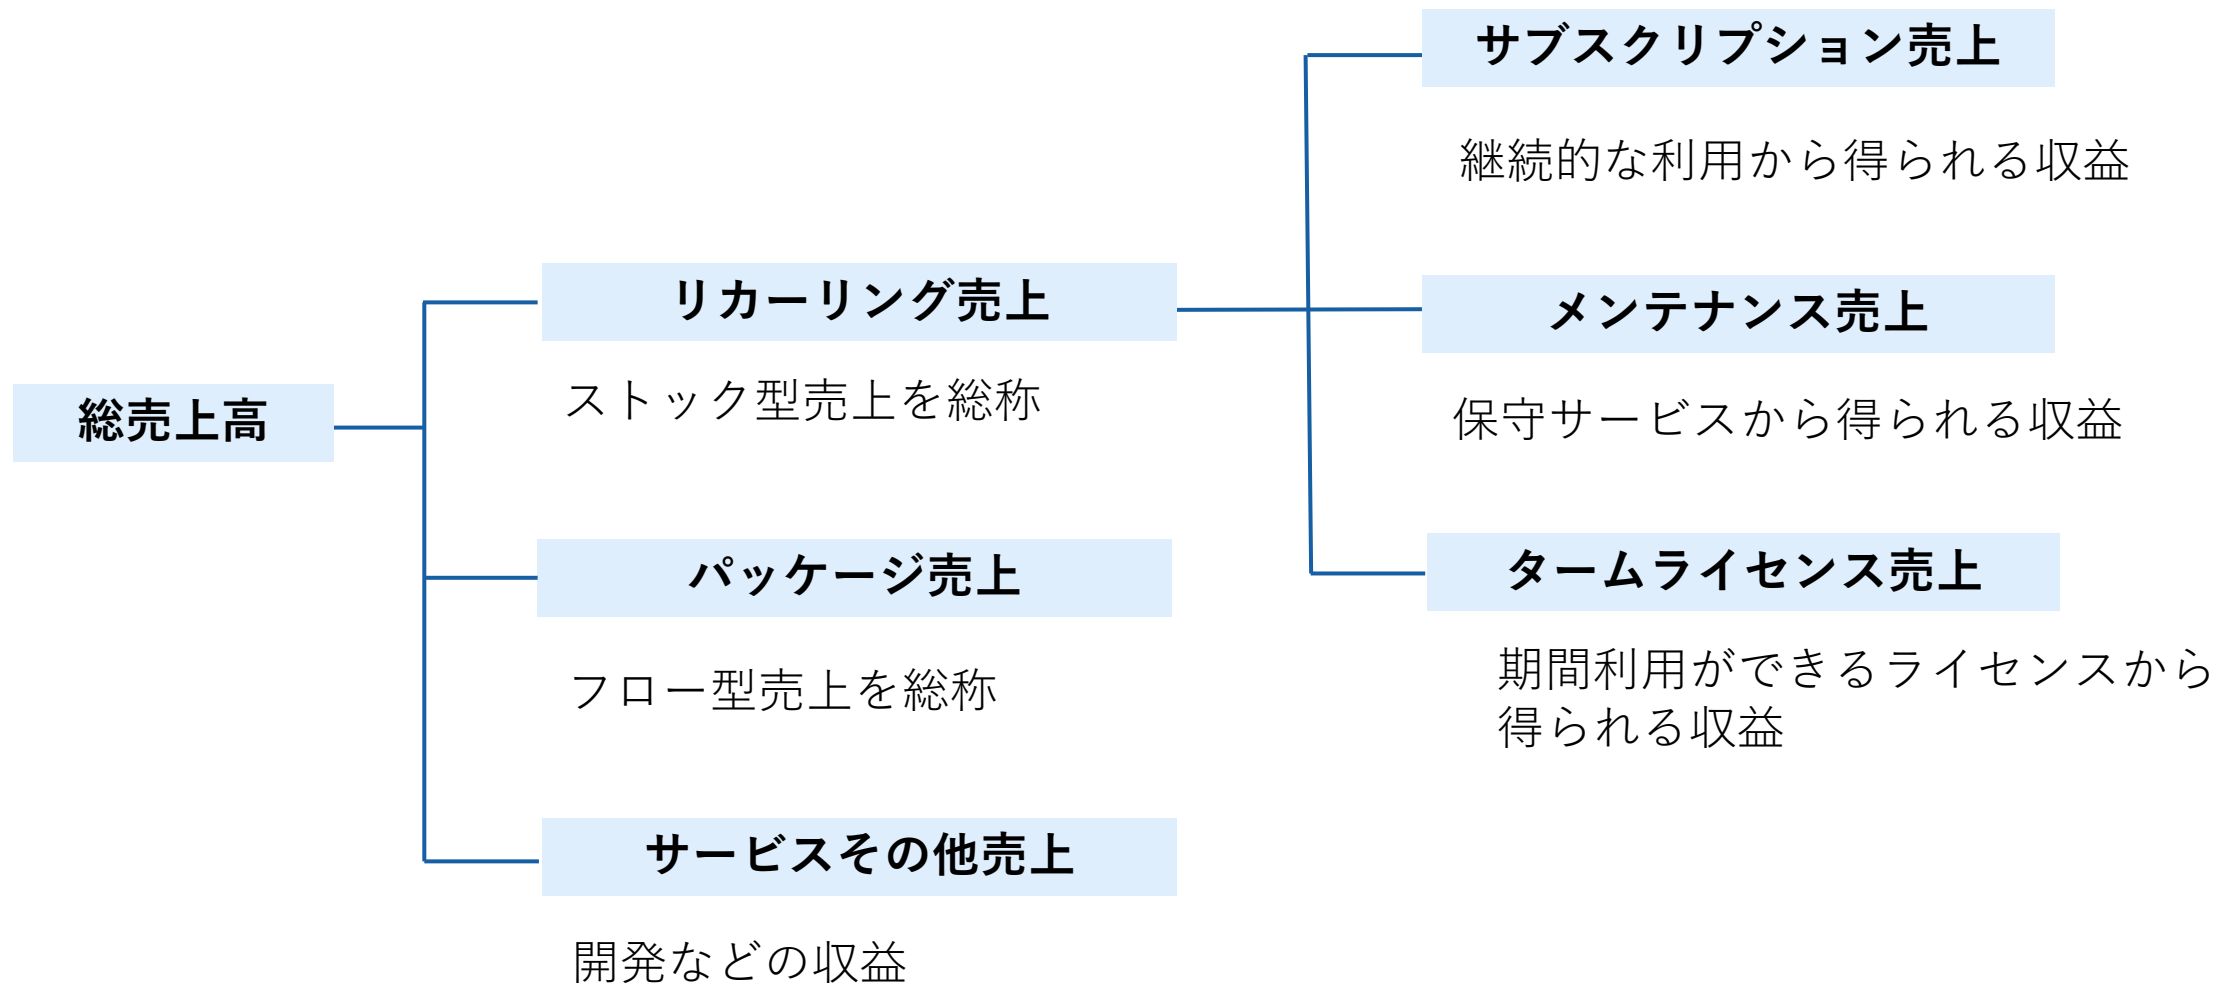 総売上高
リカーリング売上
ストック型売上を総称
パッケージ売上
フロー型売上を総称
サービスその他売上
開発などの収益
サブスクリプション売上
継続的な利用から得られる収益
メンテナンス売上
保守サービスから得られる収益
タームライセンス売上
期間利用ができるライセンスから
得られる収益